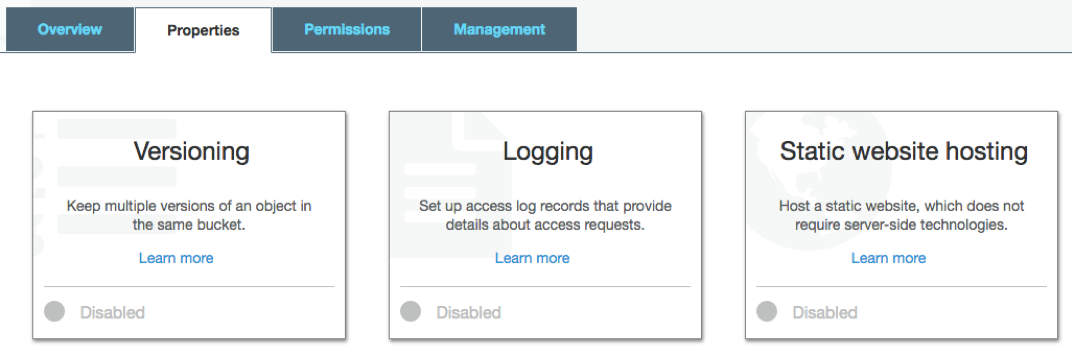 Overview
Properties
Permissions
Management
Versioning
Keep multiple versions of an object in
the same bucket.
Learn more
Disabled
Logging
Set up access log records that provide
details about access requests.
Learn more
Disabled
Static website hosting
Host a static website, which does not
require server-side technologies.
Learn more
Disabled